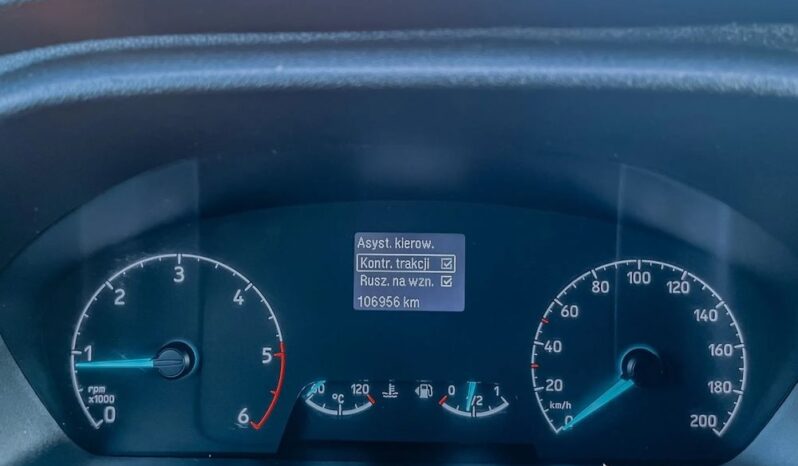 Asyst. kierow.
Kontr. trakcji
Rusz. na wzn.
106956 km
0 1 2 3 4 5 6
rpm
x1000
120
°C
0 1/2 1
0 20 40 60 80 100 120 140 160 180 200
km/h